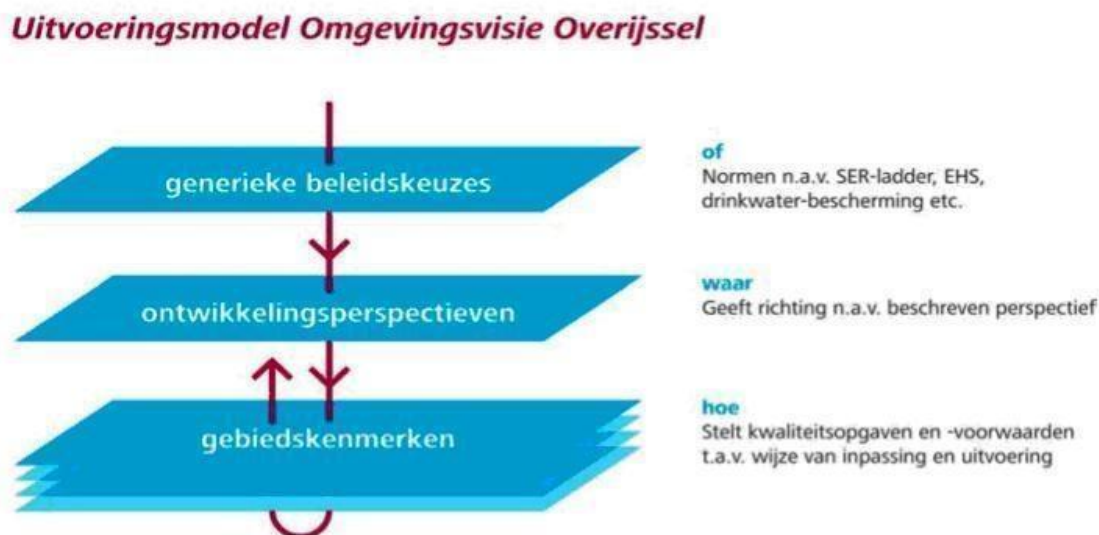 Uitvoeringsmodel Omgevingsvisie Overijssel
generieke beleidskeuzes
of
Normen n.a.v. SER-ladder, EHS,
drinkwater-bescherming etc.
ontwikkelingsperspectieven
waar
Geeft richting n.a.v. beschreven perspectief
gebiedskenmerken
hoe
Stelt kwaliteitsopgaven en -voorwaarden
t.a.v. wijze van inpassing en uitvoering